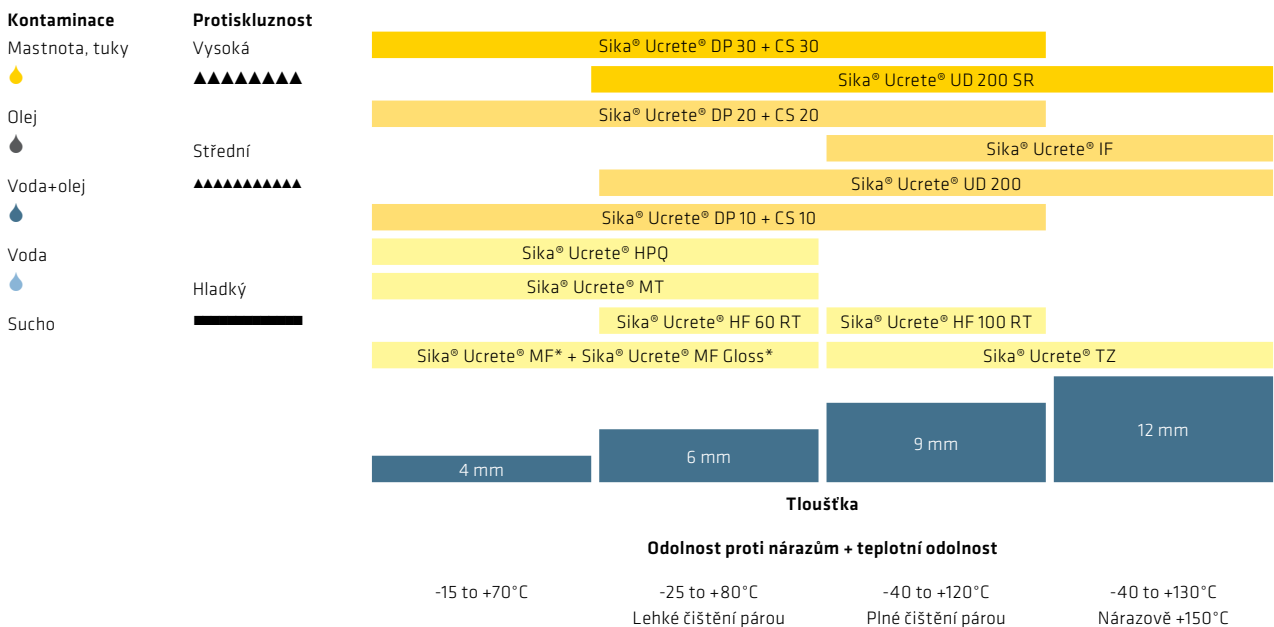 Kontaminace
Protiskluznost
Mastnota, tuky
Vysoká
Sika® Ucrete® DP 30 + CS 30
Sika® Ucrete® UD 200 SR
Olej
Sika® Ucrete® DP 20 + CS 20
Střední
Sika® Ucrete® IF
Voda+olej
Sika® Ucrete® UD 200
Sika® Ucrete® DP 10 + CS 10
Voda
Sika® Ucrete® HPQ
Hladký
Sika® Ucrete® MT
Sucho
Sika® Ucrete® HF 60 RT
Sika® Ucrete® HF 100 RT
Sika® Ucrete® MF* + Sika® Ucrete® MF Gloss*
Sika® Ucrete® TZ
4 mm
6 mm
9 mm
12 mm
Tloušťka
Odolnost proti nárazům + teplotní odolnost
-15 to +70°C
-25 to +80°C
-40 to +120°C
-40 to +130°C
Lehké čištění párou
Plné čištění párou
Nárazově +150°C